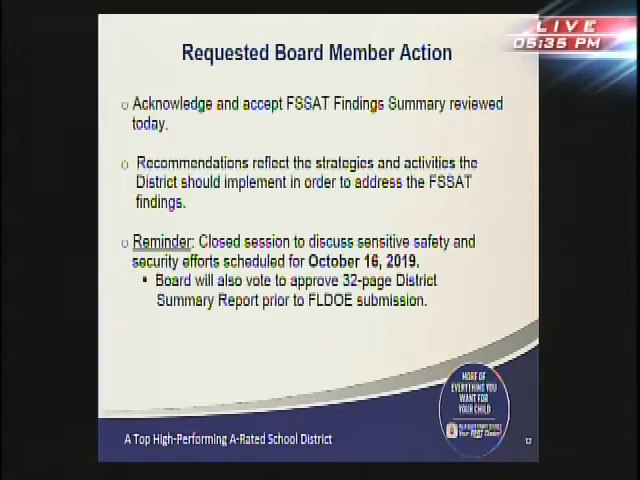 LIVE
05:35 PM
Requested Board Member Action
Acknowledge and accept FSSAT Findings Summary reviewed
today.
Recommendations reflect the strategies and activities the
District should implement in order to address the FSSAT
findings.
Reminder: Closed session to discuss sensitive safety and
security efforts scheduled for October 16, 2019.
Board will also vote to approve 32-page District
Summary Report prior to FLDOE submission.
MORE OF
EVERYTHING YOU
WANT FOR
YOUR CHILD
Your BEST Choice!
A Top High-Performing A-Rated School District